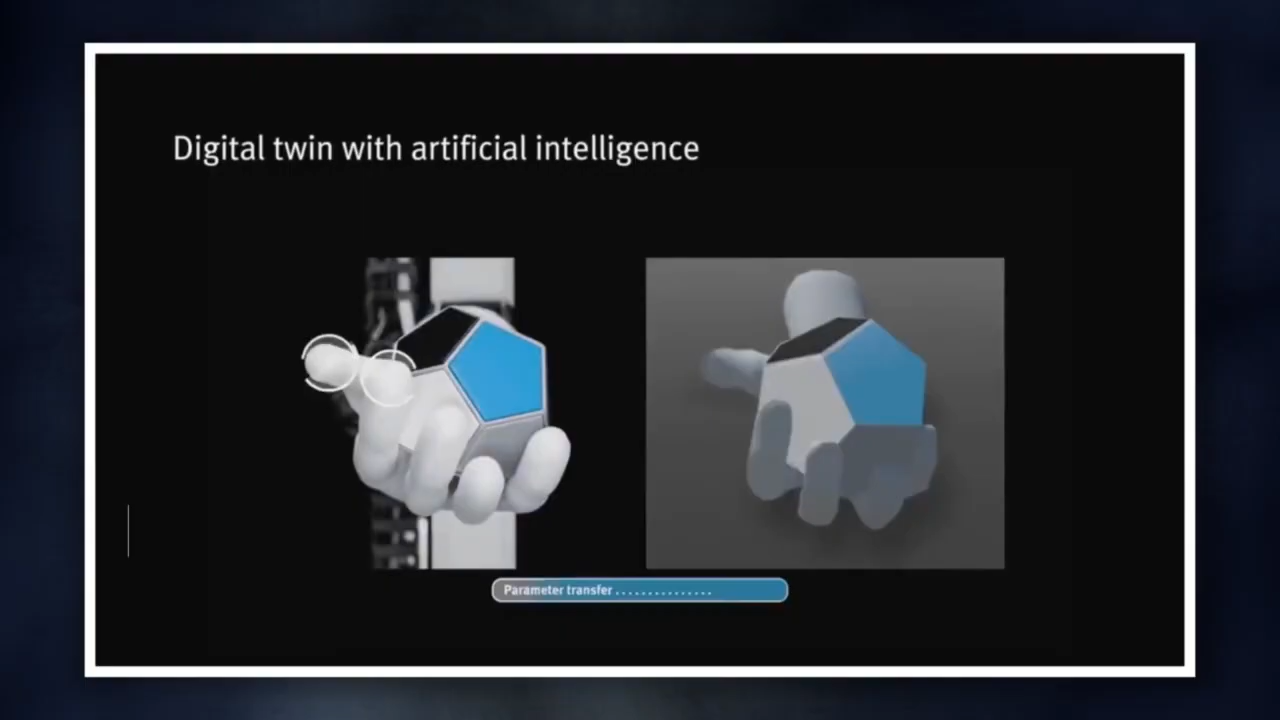 Digital twin with artificial intelligence
Parameter transfer . . . . . . . . . . . . . . .